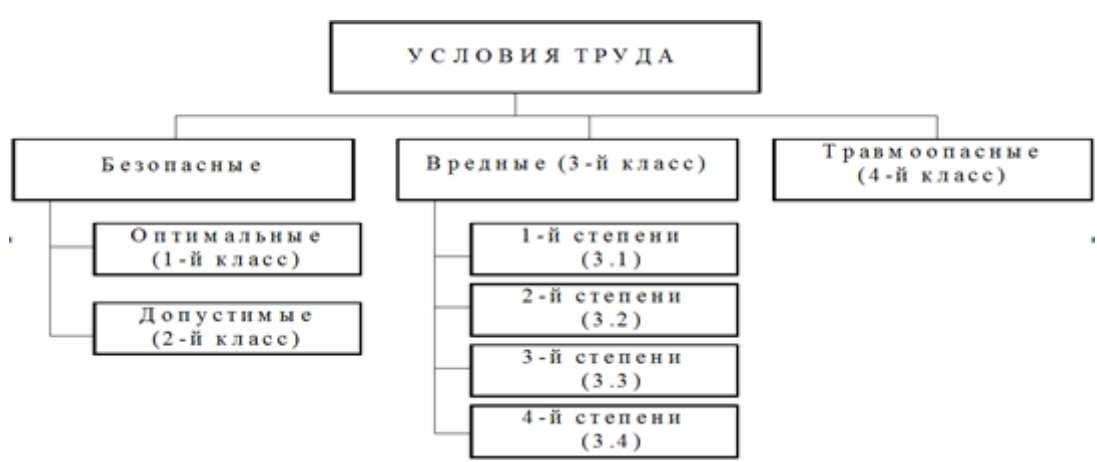 УСЛОВИЯ ТРУДА
Безопасные
Оптимальные
(1-й класс)
Допустимые
(2-й класс)
Вредные (3-й класс)
1-й степени
(3.1)
2-й степени
(3.2)
3-й степени
(3.3)
4-й степени
(3.4)
Травмоопасные
(4-й класс)